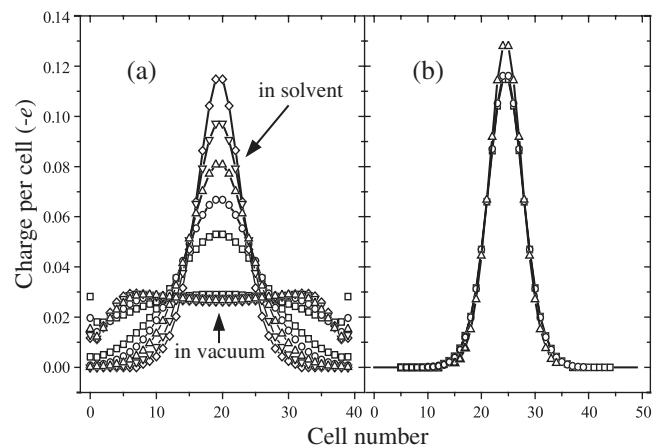 0.14
0.12
0.10
0.08
0.06
0.04
0.02
0.00
Charge per cell (-e)
(a)
in solvent
in vacuum
(b)
0 10 20 30 40
0 10 20 30 40 50
Cell number